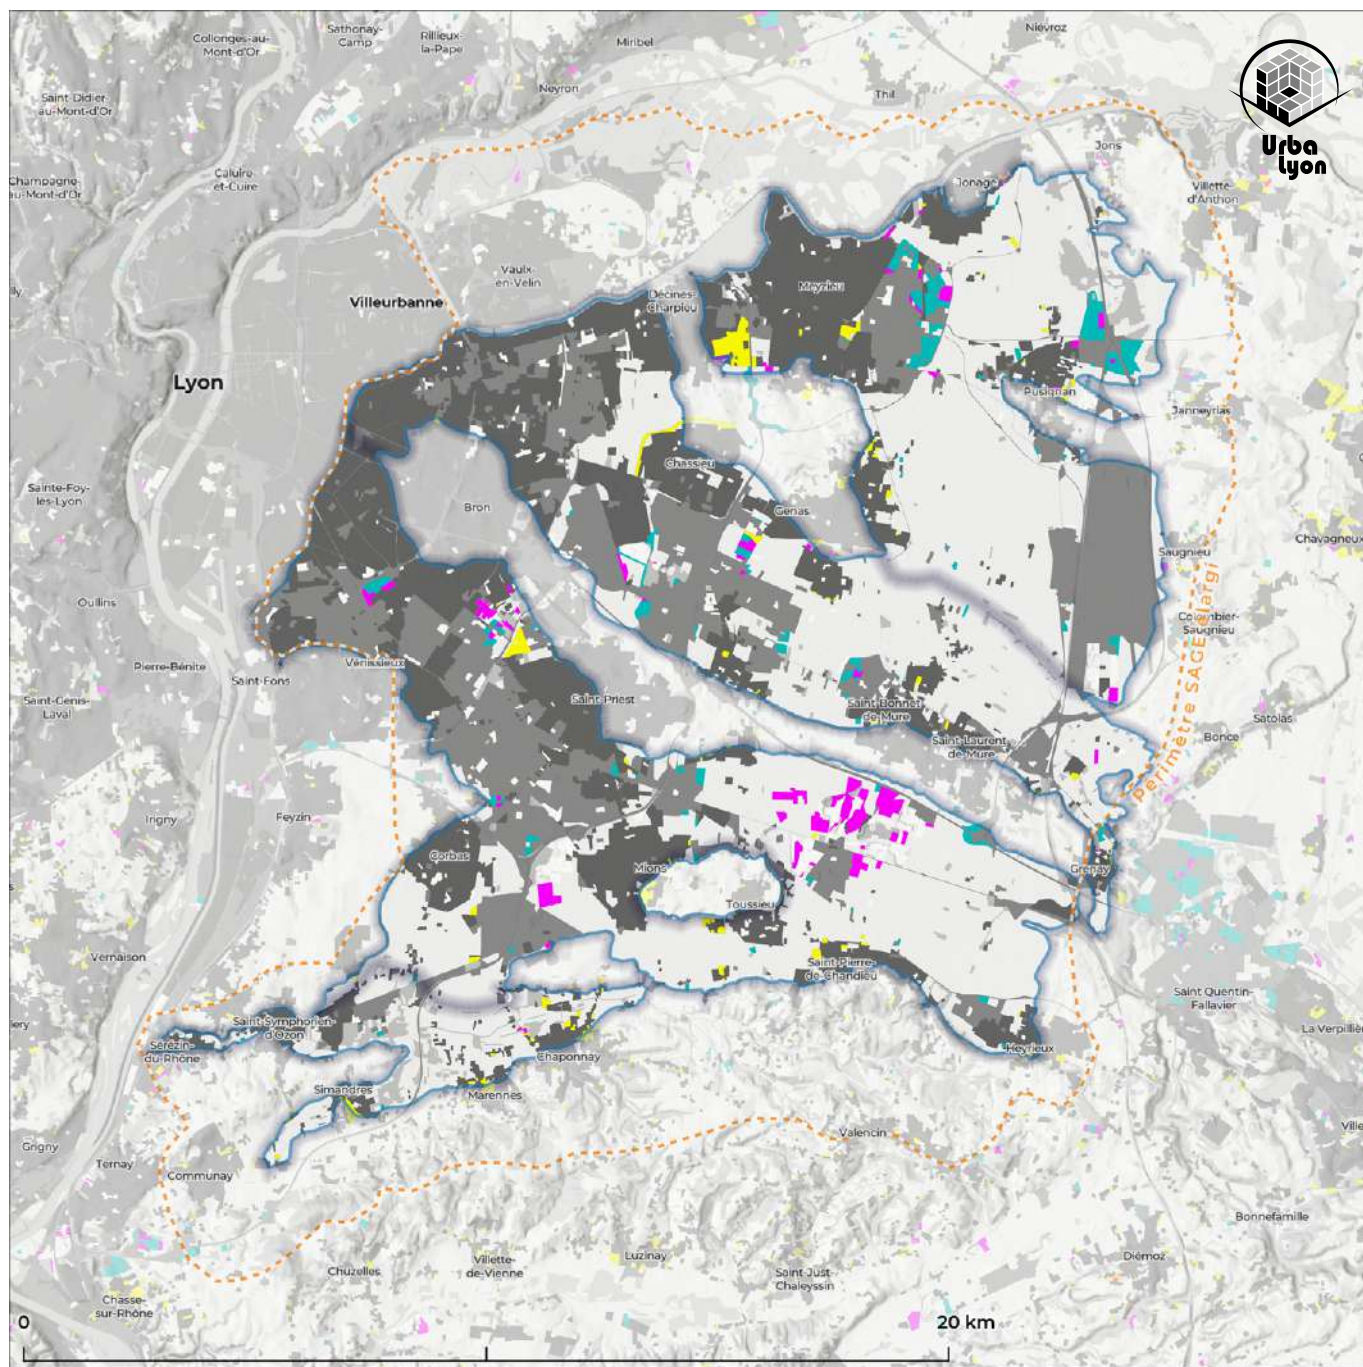 Collonges-au-
Mont-d'Or
Sathonay-
Camp
Rillieux-
la-Pape
Miribel
Niévroz
Neyron
Thil
Saint-Didier-
au-Mont-d'Or
Urba
Lyon
Jons
Caluire-
et-Cuire
Champagne-
au-Mont-d'Or
Jonage
Villette-
d'Anthon
Vaulx-
en-Velin
Meyzieu
Décines-
Charpieu
Villeurbanne
Lyon
Pusignan
Janneyrias
Chassieu
Sainte-Foy-
lès-Lyon
Bron
Genas
Chavagneux
Saugnieu
Oullins
Colombier-
Saugnieu
Périmètre SAGE élargi
Pierre-Bénite
Vénissieux
Saint-Fons
Saint-Genis-
Laval
Saint-Priest
Saint-Bonnet-
de-Mure
Satolas
Bonce
Saint-Laurent-
de-Mure
Irigny
Feyzin
Corbas
Mions
Grenay
Toussieu
Vernaison
Saint-Pierre-
de-Chandieu
Saint-Quentin-
Fallavier
La Verpilliè
Saint-Symphorien-
d'Ozon
Sérézin-
du-Rhône
Heyrieux
Chaponnay
Simandres
Marennes
Valencin
Ville
Grigny
Ternay
Communay
Bonnefamille
Luzinay
Diémoz
Chuzelles
Villette-
de-Vienne
Saint-Just-
Chaleyssin
Chasse-
sur-Rhône
0
20 km